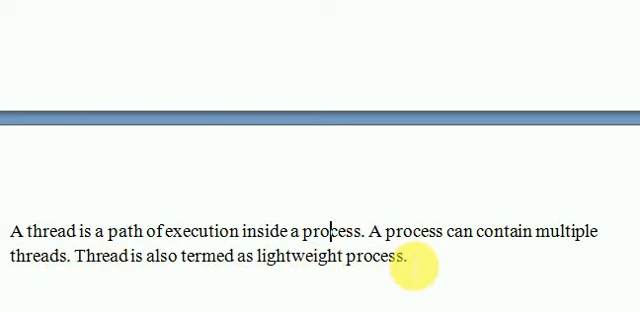 A thread is a path of execution inside a process. A process can contain multiple
threads. Thread is also termed as lightweight process.